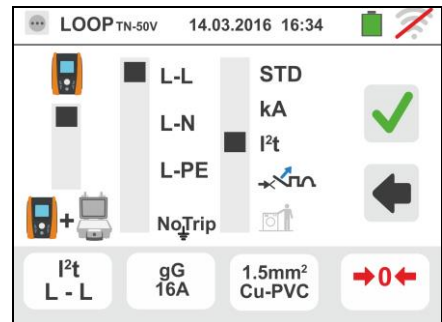 LOOP TN-50V 14.03.2016 16:34
L-L STD
L-N kA
I²t
L-PE
NoTrip
I²t gG 1.5mm² →0←
L - L 16A Cu-PVC